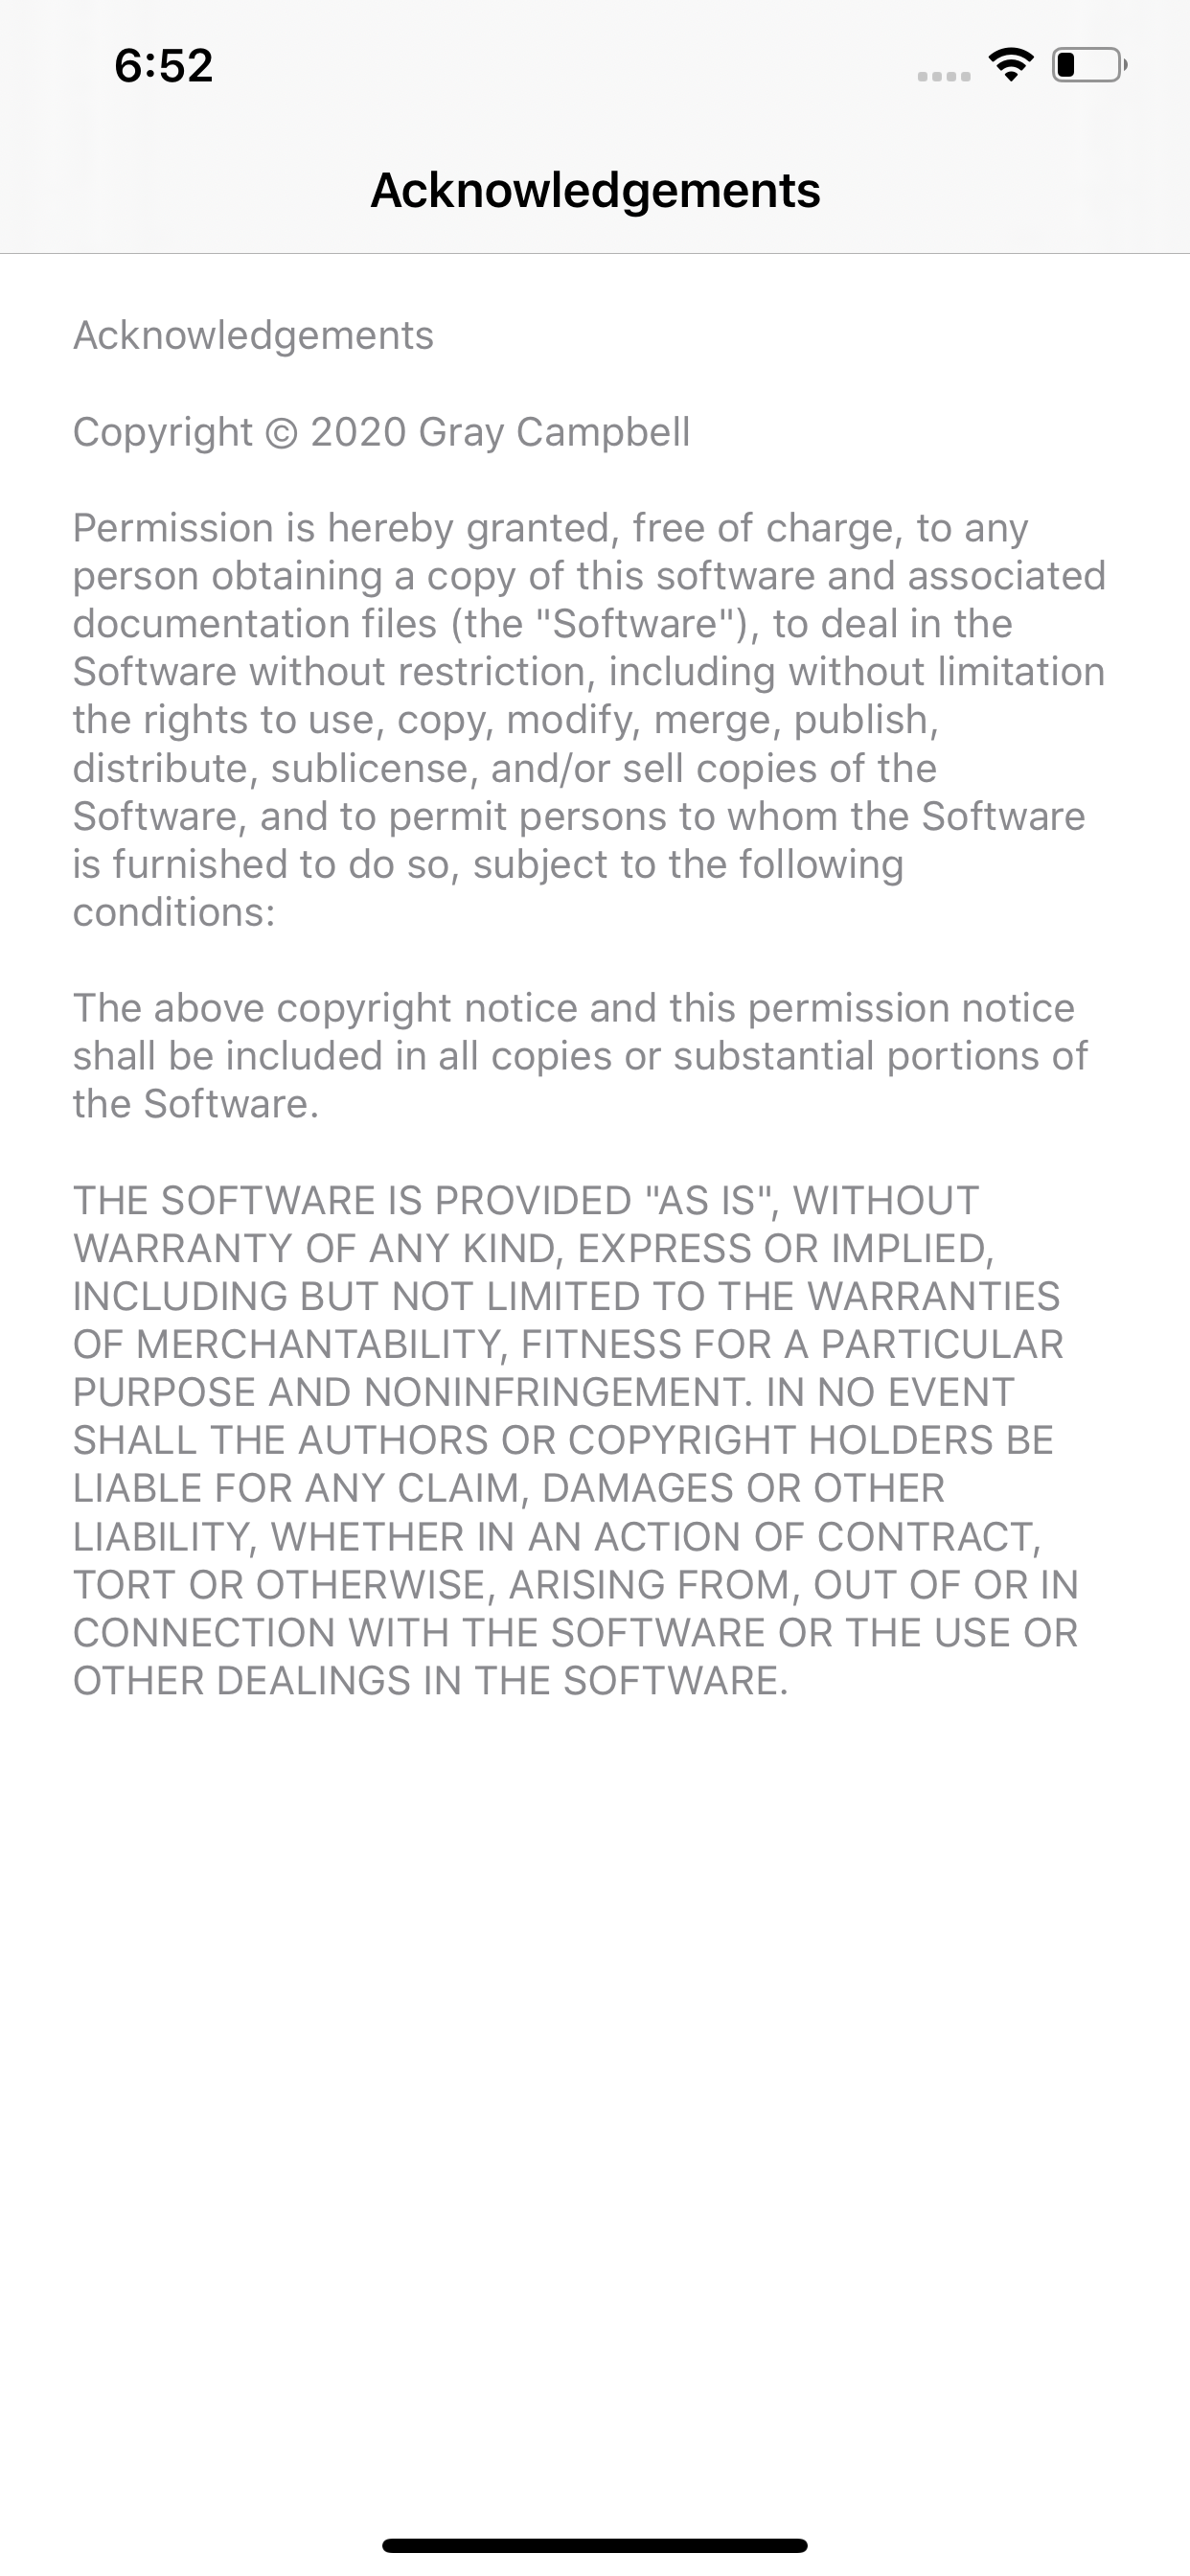 6:52
Acknowledgements
Acknowledgements
Copyright © 2020 Gray Campbell
Permission is hereby granted, free of charge, to any
person obtaining a copy of this software and associated
documentation files (the "Software"), to deal in the
Software without restriction, including without limitation
the rights to use, copy, modify, merge, publish,
distribute, sublicense, and/or sell copies of the
Software, and to permit persons to whom the Software
is furnished to do so, subject to the following
conditions:
The above copyright notice and this permission notice
shall be included in all copies or substantial portions of
the Software.
THE SOFTWARE IS PROVIDED "AS IS", WITHOUT
WARRANTY OF ANY KIND, EXPRESS OR IMPLIED,
INCLUDING BUT NOT LIMITED TO THE WARRANTIES
OF MERCHANTABILITY, FITNESS FOR A PARTICULAR
PURPOSE AND NONINFRINGEMENT. IN NO EVENT
SHALL THE AUTHORS OR COPYRIGHT HOLDERS BE
LIABLE FOR ANY CLAIM, DAMAGES OR OTHER
LIABILITY, WHETHER IN AN ACTION OF CONTRACT,
TORT OR OTHERWISE, ARISING FROM, OUT OF OR IN
CONNECTION WITH THE SOFTWARE OR THE USE OR
OTHER DEALINGS IN THE SOFTWARE.